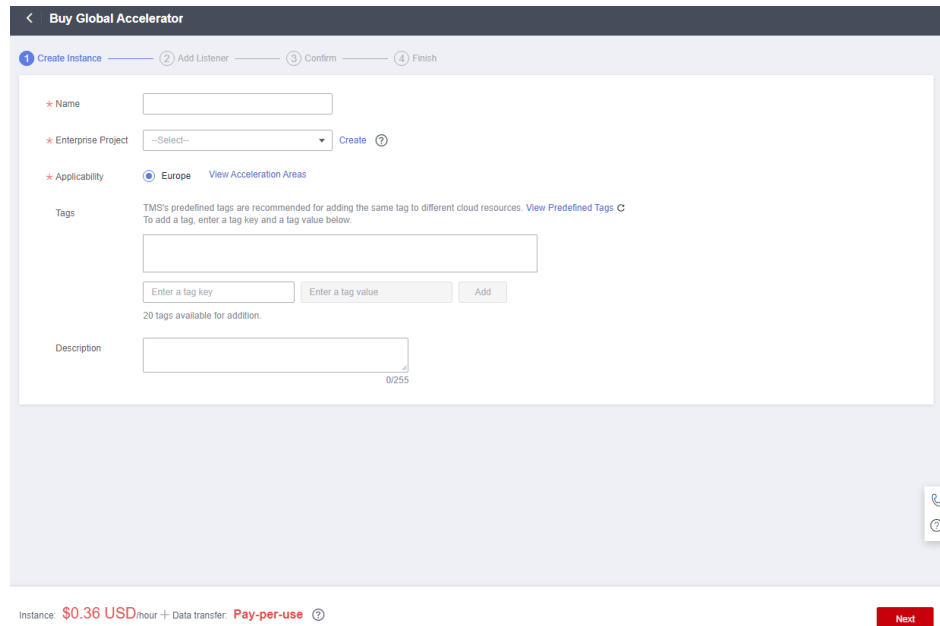 Buy Global Accelerator
1 Create Instance 2 Add Listener 3 Confirm 4 Finish
* Name
* Enterprise Project --Select-- Create ?
* Applicability Europe View Acceleration Areas
Tags TMS's predefined tags are recommended for adding the same tag to different cloud resources. View Predefined Tags
To add a tag, enter a tag key and a tag value below.
Enter a tag key Enter a tag value Add
20 tags available for addition.
Description
0/255
?
Instance: $0.36 USD/hour + Data transfer: Pay-per-use ?
Next